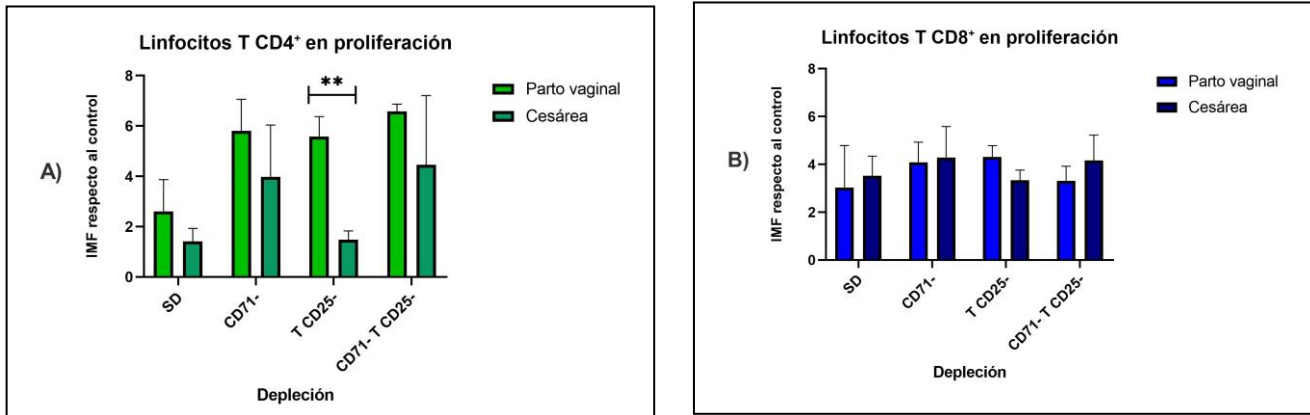 A)
Linfocitos T CD4⁺ en proliferación
IMF respecto al control
8
6
4
2
0
**
Parto vaginal
Cesárea
SD
CD71-
T CD25-
CD71- T CD25-
Depleción
B)
Linfocitos T CD8⁺ en proliferación
IMF respecto al control
8
6
4
2
0
Parto vaginal
Cesárea
SD
CD71-
T CD25-
CD71- T CD25-
Depleción